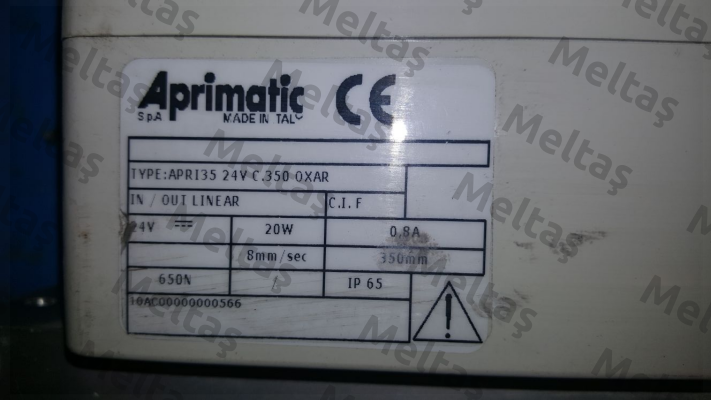 Aprimatic CE
S.p.A MADE IN ITALY
TYPE:APRI35 24V C.350 OXAR
IN / OUT LINEAR C.I.F
24V 20W 0,8A
8mm/sec 350mm
650N IP 65
10AC00000000566
Meltaş